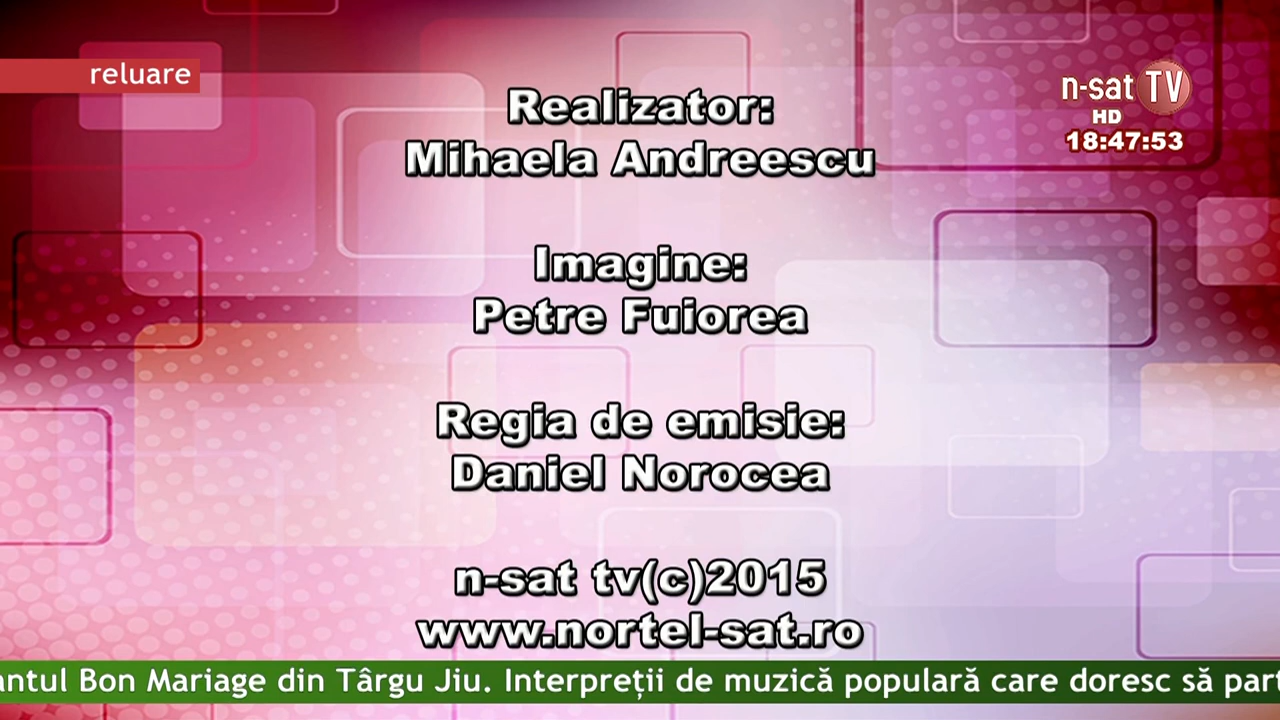 reluare
n-sat TV
HD
18:47:53
Realizator:
Mihaela Andreescu
Imagine:
Petre Fuiorea
Regia de emisie:
Daniel Norocea
n-sat tv(c)2015
www.nortel-sat.ro
antul Bon Mariage din Târgu Jiu. Interpreții de muzică populară care doresc să part